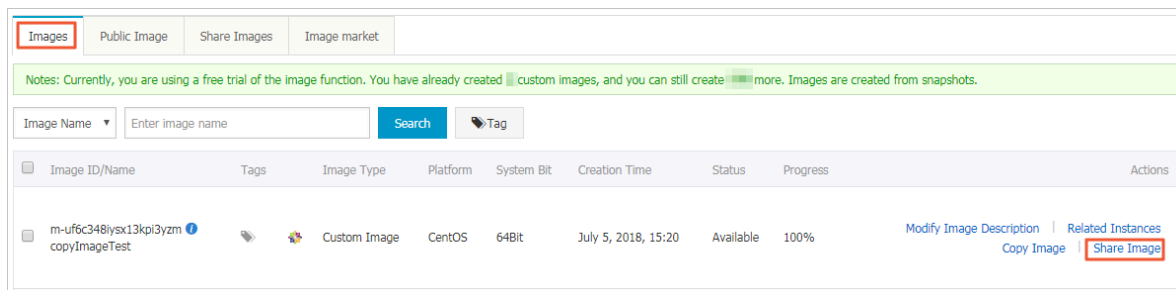 Images Public Image Share Images Image market
Notes: Currently, you are using a free trial of the image function. You have already created custom images, and you can still create more. Images are created from snapshots.
Image Name Enter image name Search Tag
Image ID/Name Tags Image Type Platform System Bit Creation Time Status Progress Actions
m-uf6c348iysx13kpi3yzm Custom Image CentOS 64Bit July 5, 2018, 15:20 Available 100% Modify Image Description Related Instances
copyImageTest Copy Image Share Image